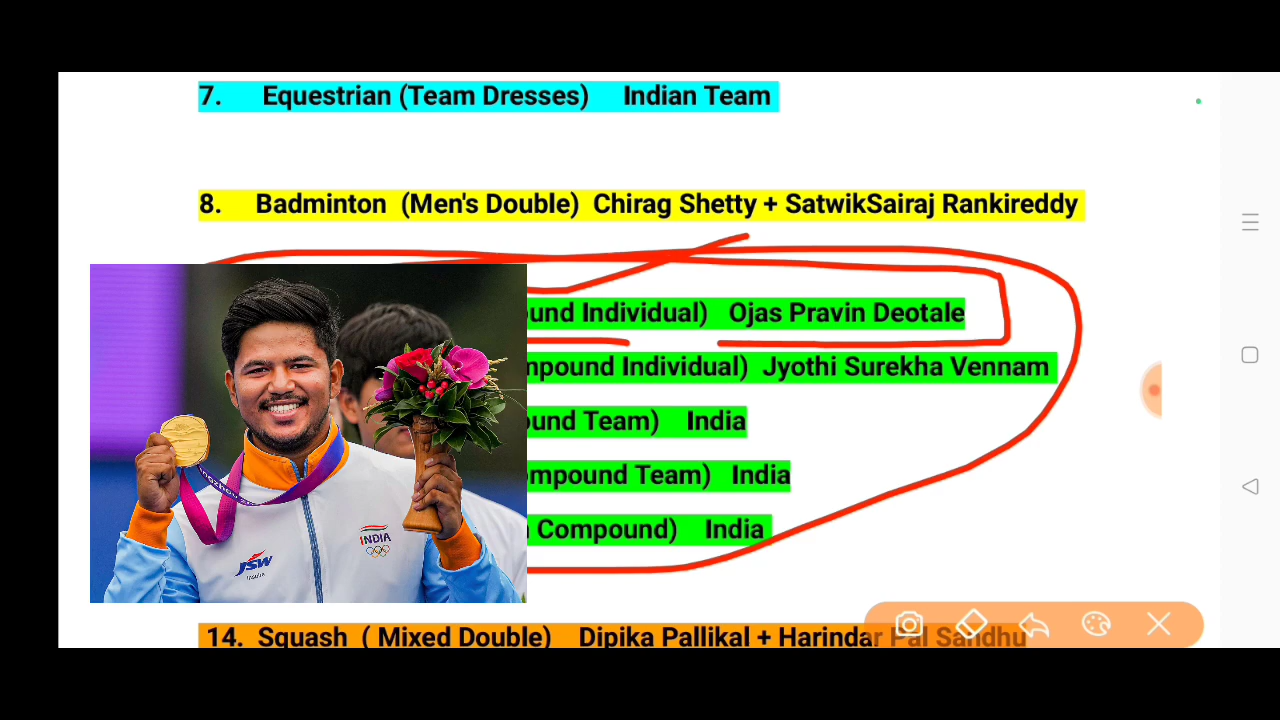 7. Equestrian (Team Dresses) Indian Team
8. Badminton (Men's Double) Chirag Shetty + SatwikSairaj Rankireddy
und Individual) Ojas Pravin Deotale
mpound Individual) Jyothi Surekha Vennam
ound Team) India
ompound Team) India
Compound) India
INDIA
JSW
14. Squash ( Mixed Double) Dipika Pallikal + Harindar Pal Sandhu